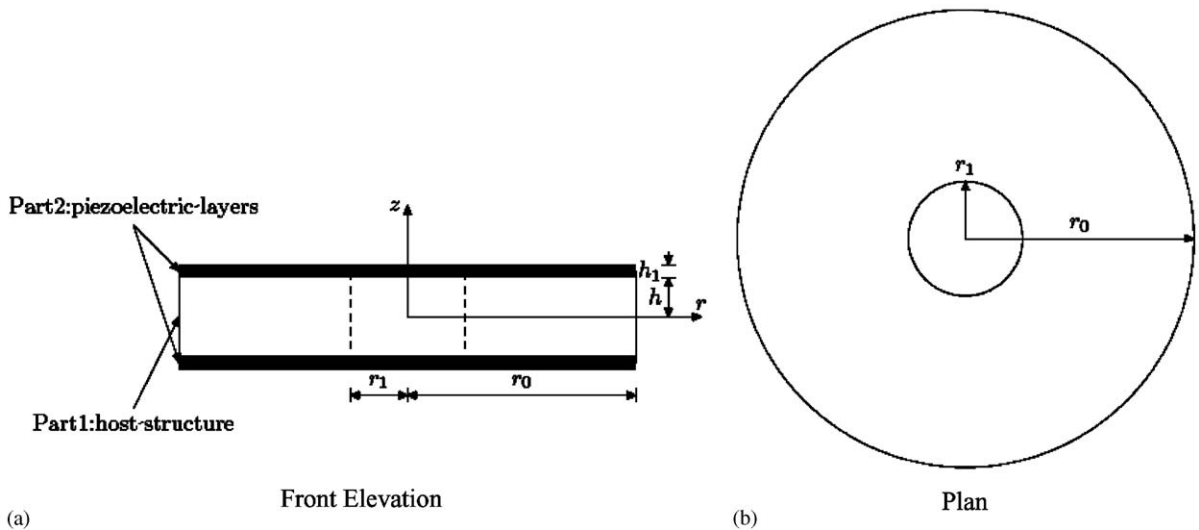 Part2:piezoelectric-layers
z
h₁
h
r
r₁
r₀
Part1:host-structure
Front Elevation
(a)
r₁
r₀
Plan
(b)